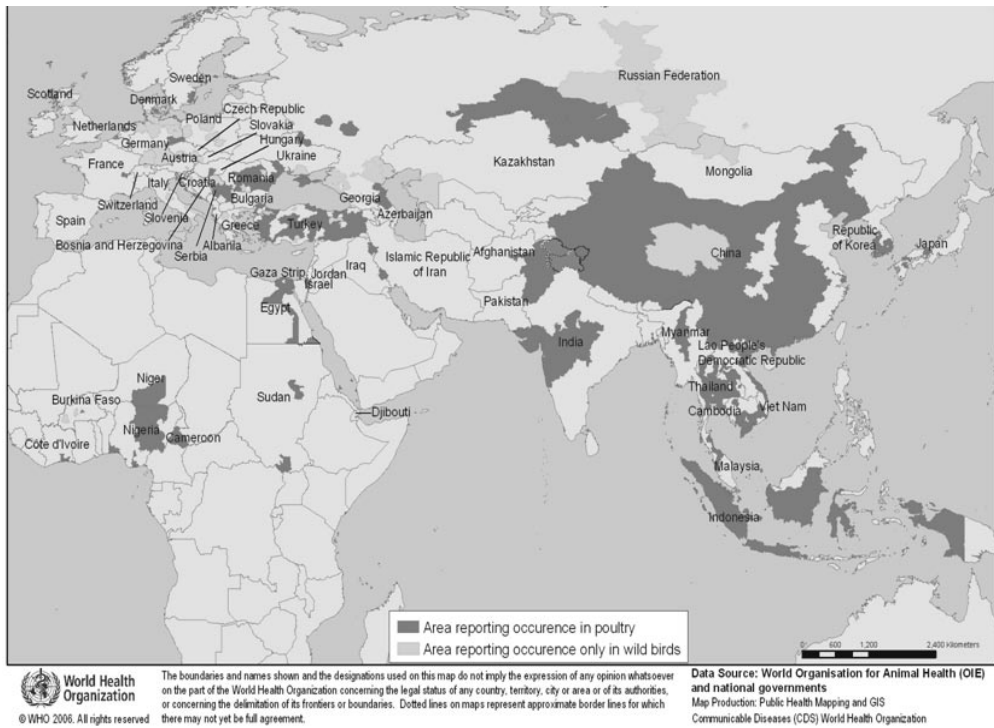 Scotland
Sweden
Denmark
Russian Federation
Czech Republic
Poland
Netherlands
Slovakia
Germany
Hungary
Austria
Ukraine
France
Kazakhstan
Mongolia
Italy
Croatia
Romania
Switzerland
Bulgaria
Georgia
Spain
Slovenia
Greece
Turkey
Azerbaijan
Republic
of Korea
Japan
Bosnia and Herzegovina
Albania
Serbia
Islamic Republic
of Iran
Afghanistan
China
Iraq
Gaza Strip
Jordan
Israel
Egypt
Pakistan
India
Myanmar
Lao People's
Democratic Republic
Niger
Thailand
Burkina Faso
Sudan
Djibouti
Cambodia
Viet Nam
Nigeria
Cameroon
Côte d'Ivoire
Malaysia
Indonesia
Area reporting occurence in poultry
Area reporting occurence only in wild birds
0 600 1,200 2,400 kilometers
World Health
Organization
© WHO 2006. All rights reserved
The boundaries and names shown and the designations used on this map do not imply the expression of any opinion whatsoever
on the part of the World Health Organization concerning the legal status of any country, territory, city or area or of its authorities,
or concerning the delimitation of its frontiers or boundaries. Dotted lines on maps represent approximate border lines for which
there may not yet be full agreement.
Data Source: World Organisation for Animal Health (OIE)
and national governments
Map Production: Public Health Mapping and GIS
Communicable Diseases (CDS) World Health Organization